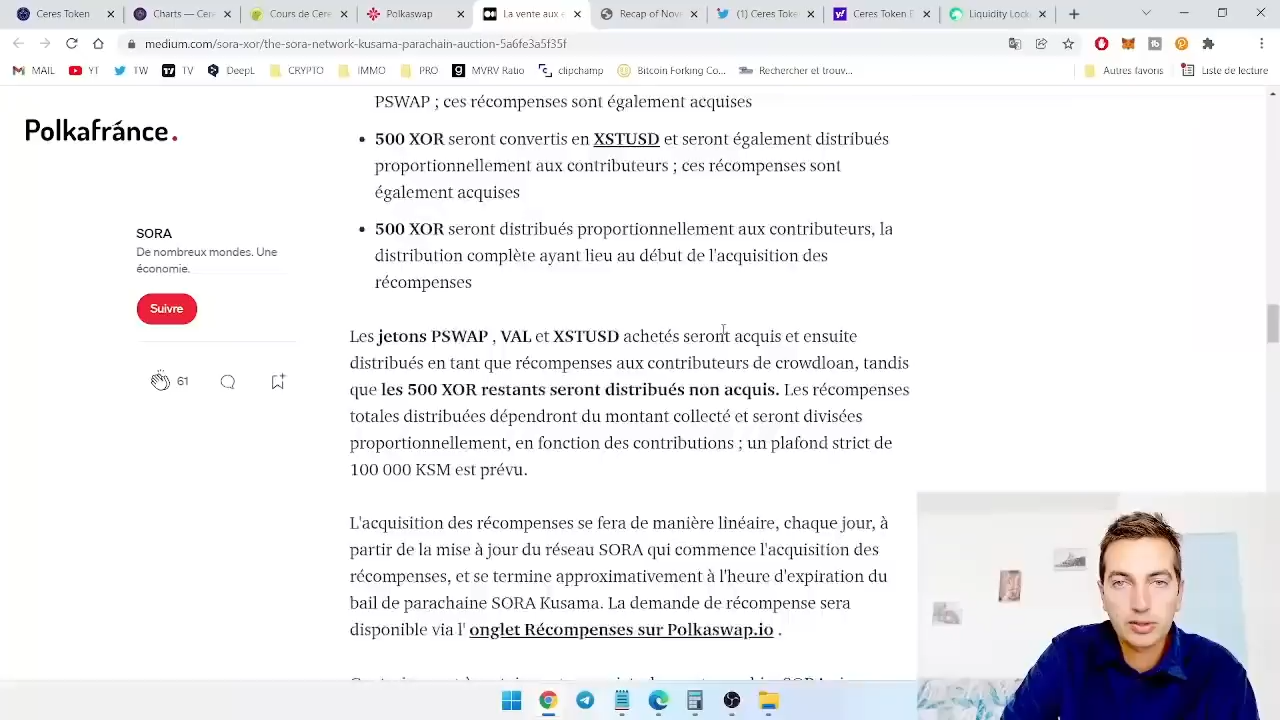 Ceres Tok
Charts — Ce
Cours de Cere
Polkaswap
La vente aux e
Recap of Nov
(1) Ceres Toke
Ceres Token E
Liquidity Lock
medium.com/sora-xor/the-sora-network-kusama-parachain-auction-5a6fe3a5f35f
MAIL
YT
TW
TV
DeepL
CRYPTO
IMMO
PRO
MYRV Ratio
clipchamp
Bitcoin Forking Co...
Rechercher et trouv...
Autres favoris
Liste de lecture
Polkafránce.
PSWAP ; ces récompenses sont également acquises
• 500 XOR seront convertis en XSTUSD et seront également distribués
proportionnellement aux contributeurs ; ces récompenses sont
également acquises
SORA
De nombreux mondes. Une
économie.
Suivre
61
• 500 XOR seront distribués proportionnellement aux contributeurs, la
distribution complète ayant lieu au début de l'acquisition des
récompenses
Les jetons PSWAP , VAL et XSTUSD achetés seront acquis et ensuite
distribués en tant que récompenses aux contributeurs de crowdloan, tandis
que les 500 XOR restants seront distribués non acquis. Les récompenses
totales distribuées dépendront du montant collecté et seront divisées
proportionnellement, en fonction des contributions ; un plafond strict de
100 000 KSM est prévu.
L'acquisition des récompenses se fera de manière linéaire, chaque jour, à
partir de la mise à jour du réseau SORA qui commence l'acquisition des
récompenses, et se termine approximativement à l'heure d'expiration du
bail de parachaine SORA Kusama. La demande de récompense sera
disponible via l' onglet Récompenses sur Polkaswap.io .